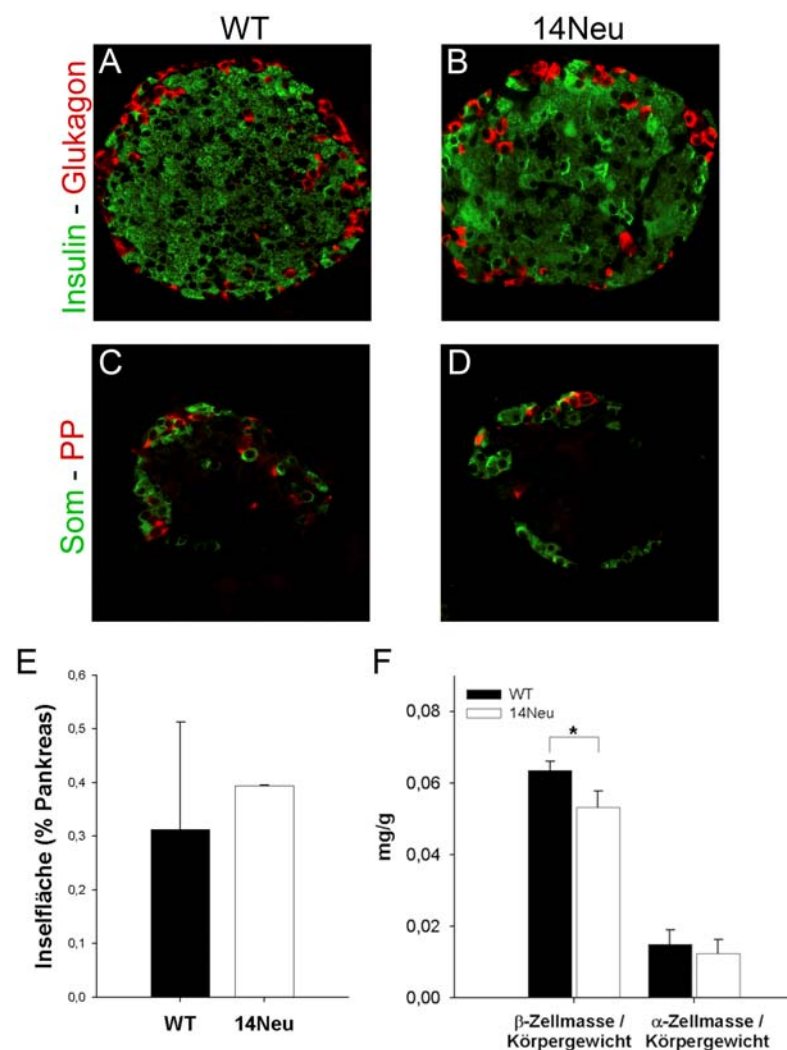 WT
14Neu
A
B
Insulin - Glukagon
C
D
Som - PP
E
Inselfläche (% Pankreas)
0,6
0,5
0,4
0,3
0,2
0,1
0,0
WT
14Neu
F
WT
14Neu
mg/g
0,08
0,06
0,04
0,02
0,00
*
β-Zellmasse /
Körpergewicht
α-Zellmasse /
Körpergewicht